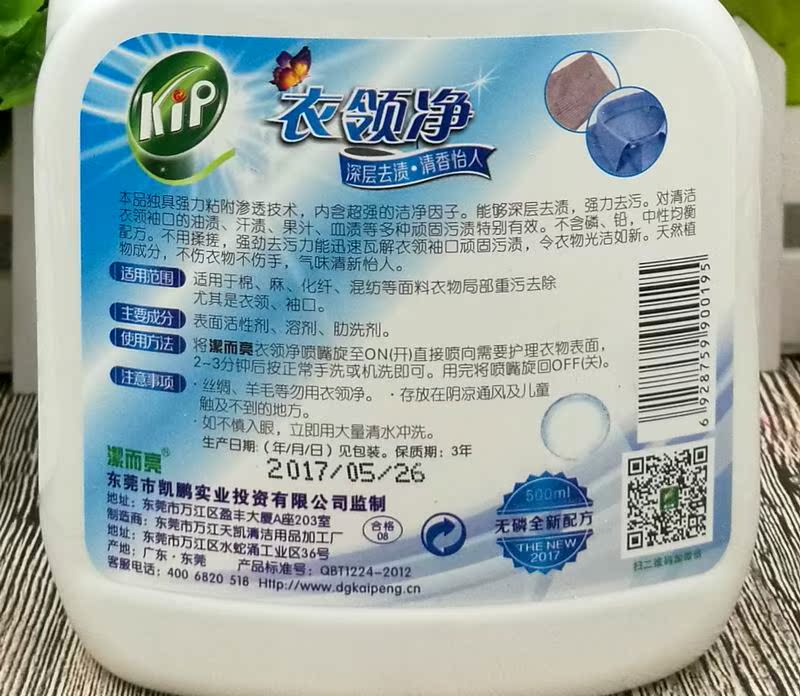 KiP
衣领净
深层去渍·清香怡人
本品独具强力粘附渗透技术，内含超强的洁净因子。能够深层去渍，强力去污。对清洁
衣领袖口的油渍、汗渍、果汁、血渍等多种顽固污渍特别有效。不含磷、铅，中性均衡
配方。不用揉搓，强劲去污力能迅速瓦解衣领袖口顽固污渍，令衣物光洁如新。天然植
物成分，不伤衣物不伤手，气味清新怡人。
适用范围 适用于棉、麻、化纤、混纺等面料衣物局部重污去除
尤其是衣领、袖口。
主要成分 表面活性剂、溶剂、助洗剂。
使用方法 将潔而亮衣领净喷嘴旋至ON(开)直接喷向需要护理衣物表面，
2~3分钟后按正常手洗或机洗即可。用完将喷嘴旋回OFF(关)。
注意事项 ·丝绸、羊毛等勿用衣领净。·存放在阴凉通风及儿童
触及不到的地方。
·如不慎入眼，立即用大量清水冲洗。
生产日期：(年/月/日)见包装。保质期：3年
2017/05/26
潔而亮®
东莞市凯鹏实业投资有限公司监制
地址：东莞市万江区盈丰大廈A座203室
制造商：东莞市万江天凯清洁用品加工厂
地址：东莞市万江区水蛇涌工业区36号
产地：广东·东莞 产品标准号：QBT1224-2012
客服电话：400 6820 518 Http://www.dgkaipeng.cn
合格
08
500ml
无磷全新配方
THE NEW
2017
6928759900195
扫二维码加微信